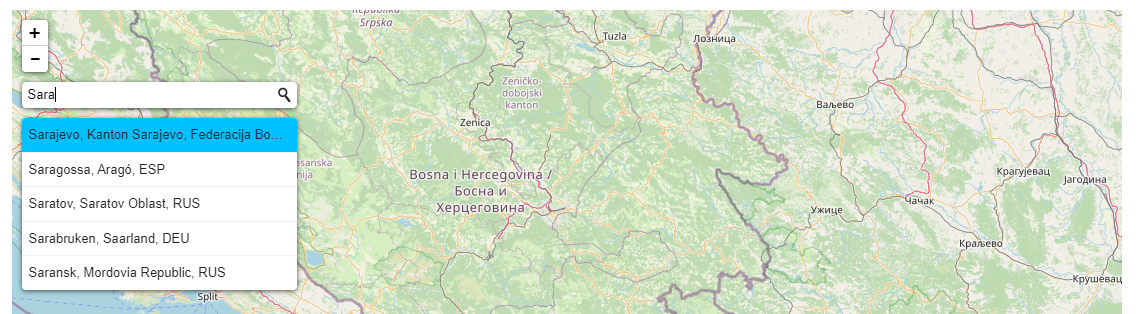 Republika
Srpska
+
−
Tuzla
Лозница
Zeničko-
dobojski
kanton
Sara
Ваљево
Zenica
Sarajevo, Kanton Sarajevo, Federacija Bo…
Saragossa, Aragó, ESP
Bosna i Hercegovina /
Босна и
Херцеговина
Крагујевац
Јагодина
Saratov, Saratov Oblast, RUS
Ужице
Чачак
Sarabruken, Saarland, DEU
Краљево
Saransk, Mordovia Republic, RUS
Крушевац
Split